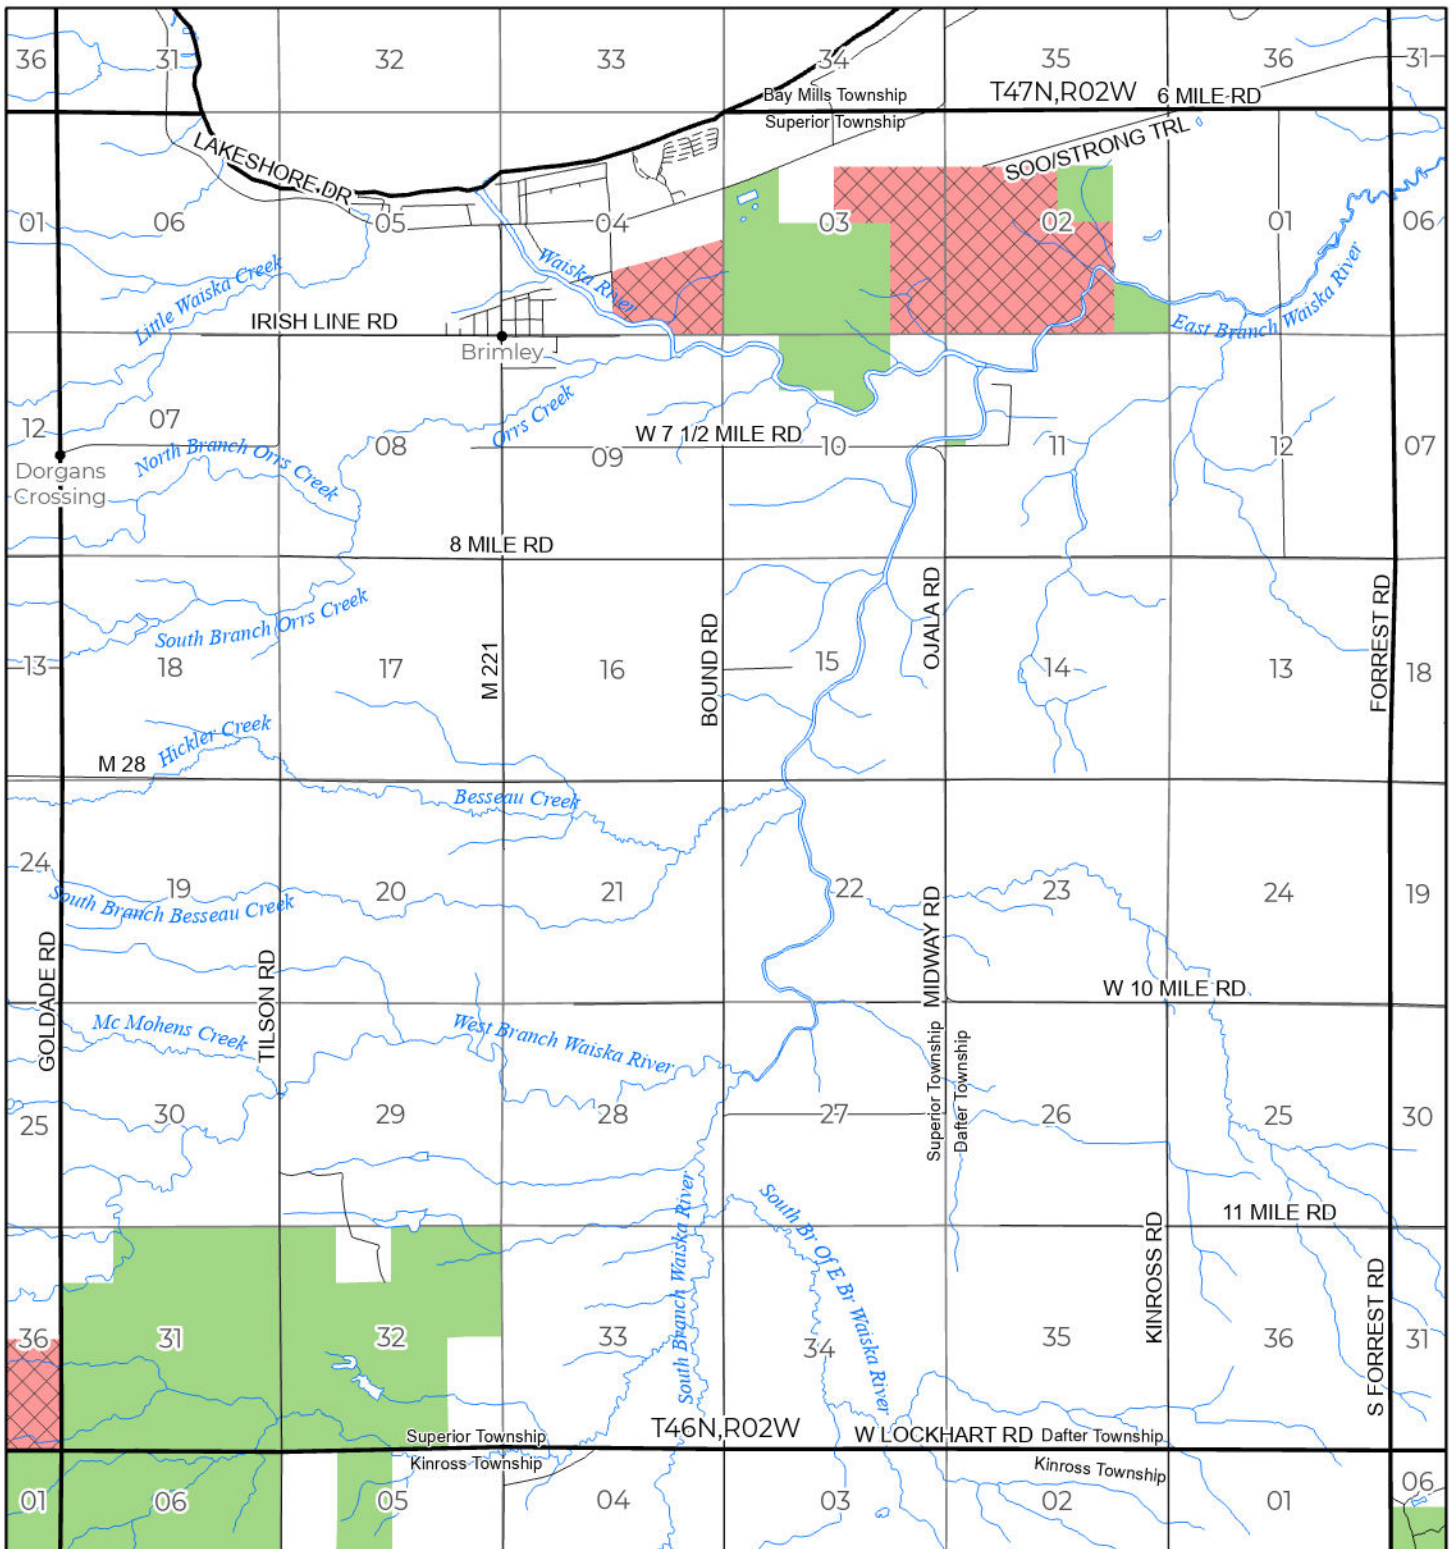 36
31
32
33
34
35
36
31
Bay Mills Township
T47N,R02W
6 MILE RD
Superior Township
LAKESHORE DR
SOO/STRONG TRL
01
06
05
04
03
02
01
06
Little Waiska Creek
Waiska River
East Branch Waiska River
IRISH LINE RD
Brimley
Orrs Creek
12
07
08
09
10
11
12
07
W 7 1/2 MILE RD
North Branch Orrs Creek
Dorgans
Crossing
8 MILE RD
South Branch Orrs Creek
M 221
BOUND RD
OJALA RD
FORREST RD
13
18
17
16
15
14
13
18
Hickler Creek
M 28
Besseau Creek
24
19
20
21
22
23
24
19
South Branch Besseau Creek
GOLDADE RD
TILSON RD
MIDWAY RD
W 10 MILE RD
Mc Mohens Creek
West Branch Waiska River
Superior Township
Dafter Township
25
30
29
28
27
26
25
30
South Branch Waiska River
South Br Of E Br Waiska River
11 MILE RD
KINROSS RD
S FORREST RD
36
31
32
33
34
35
36
31
T46N,R02W
Superior Township
W LOCKHART RD
Dafter Township
Kinross Township
Kinross Township
01
06
05
04
03
02
01
06